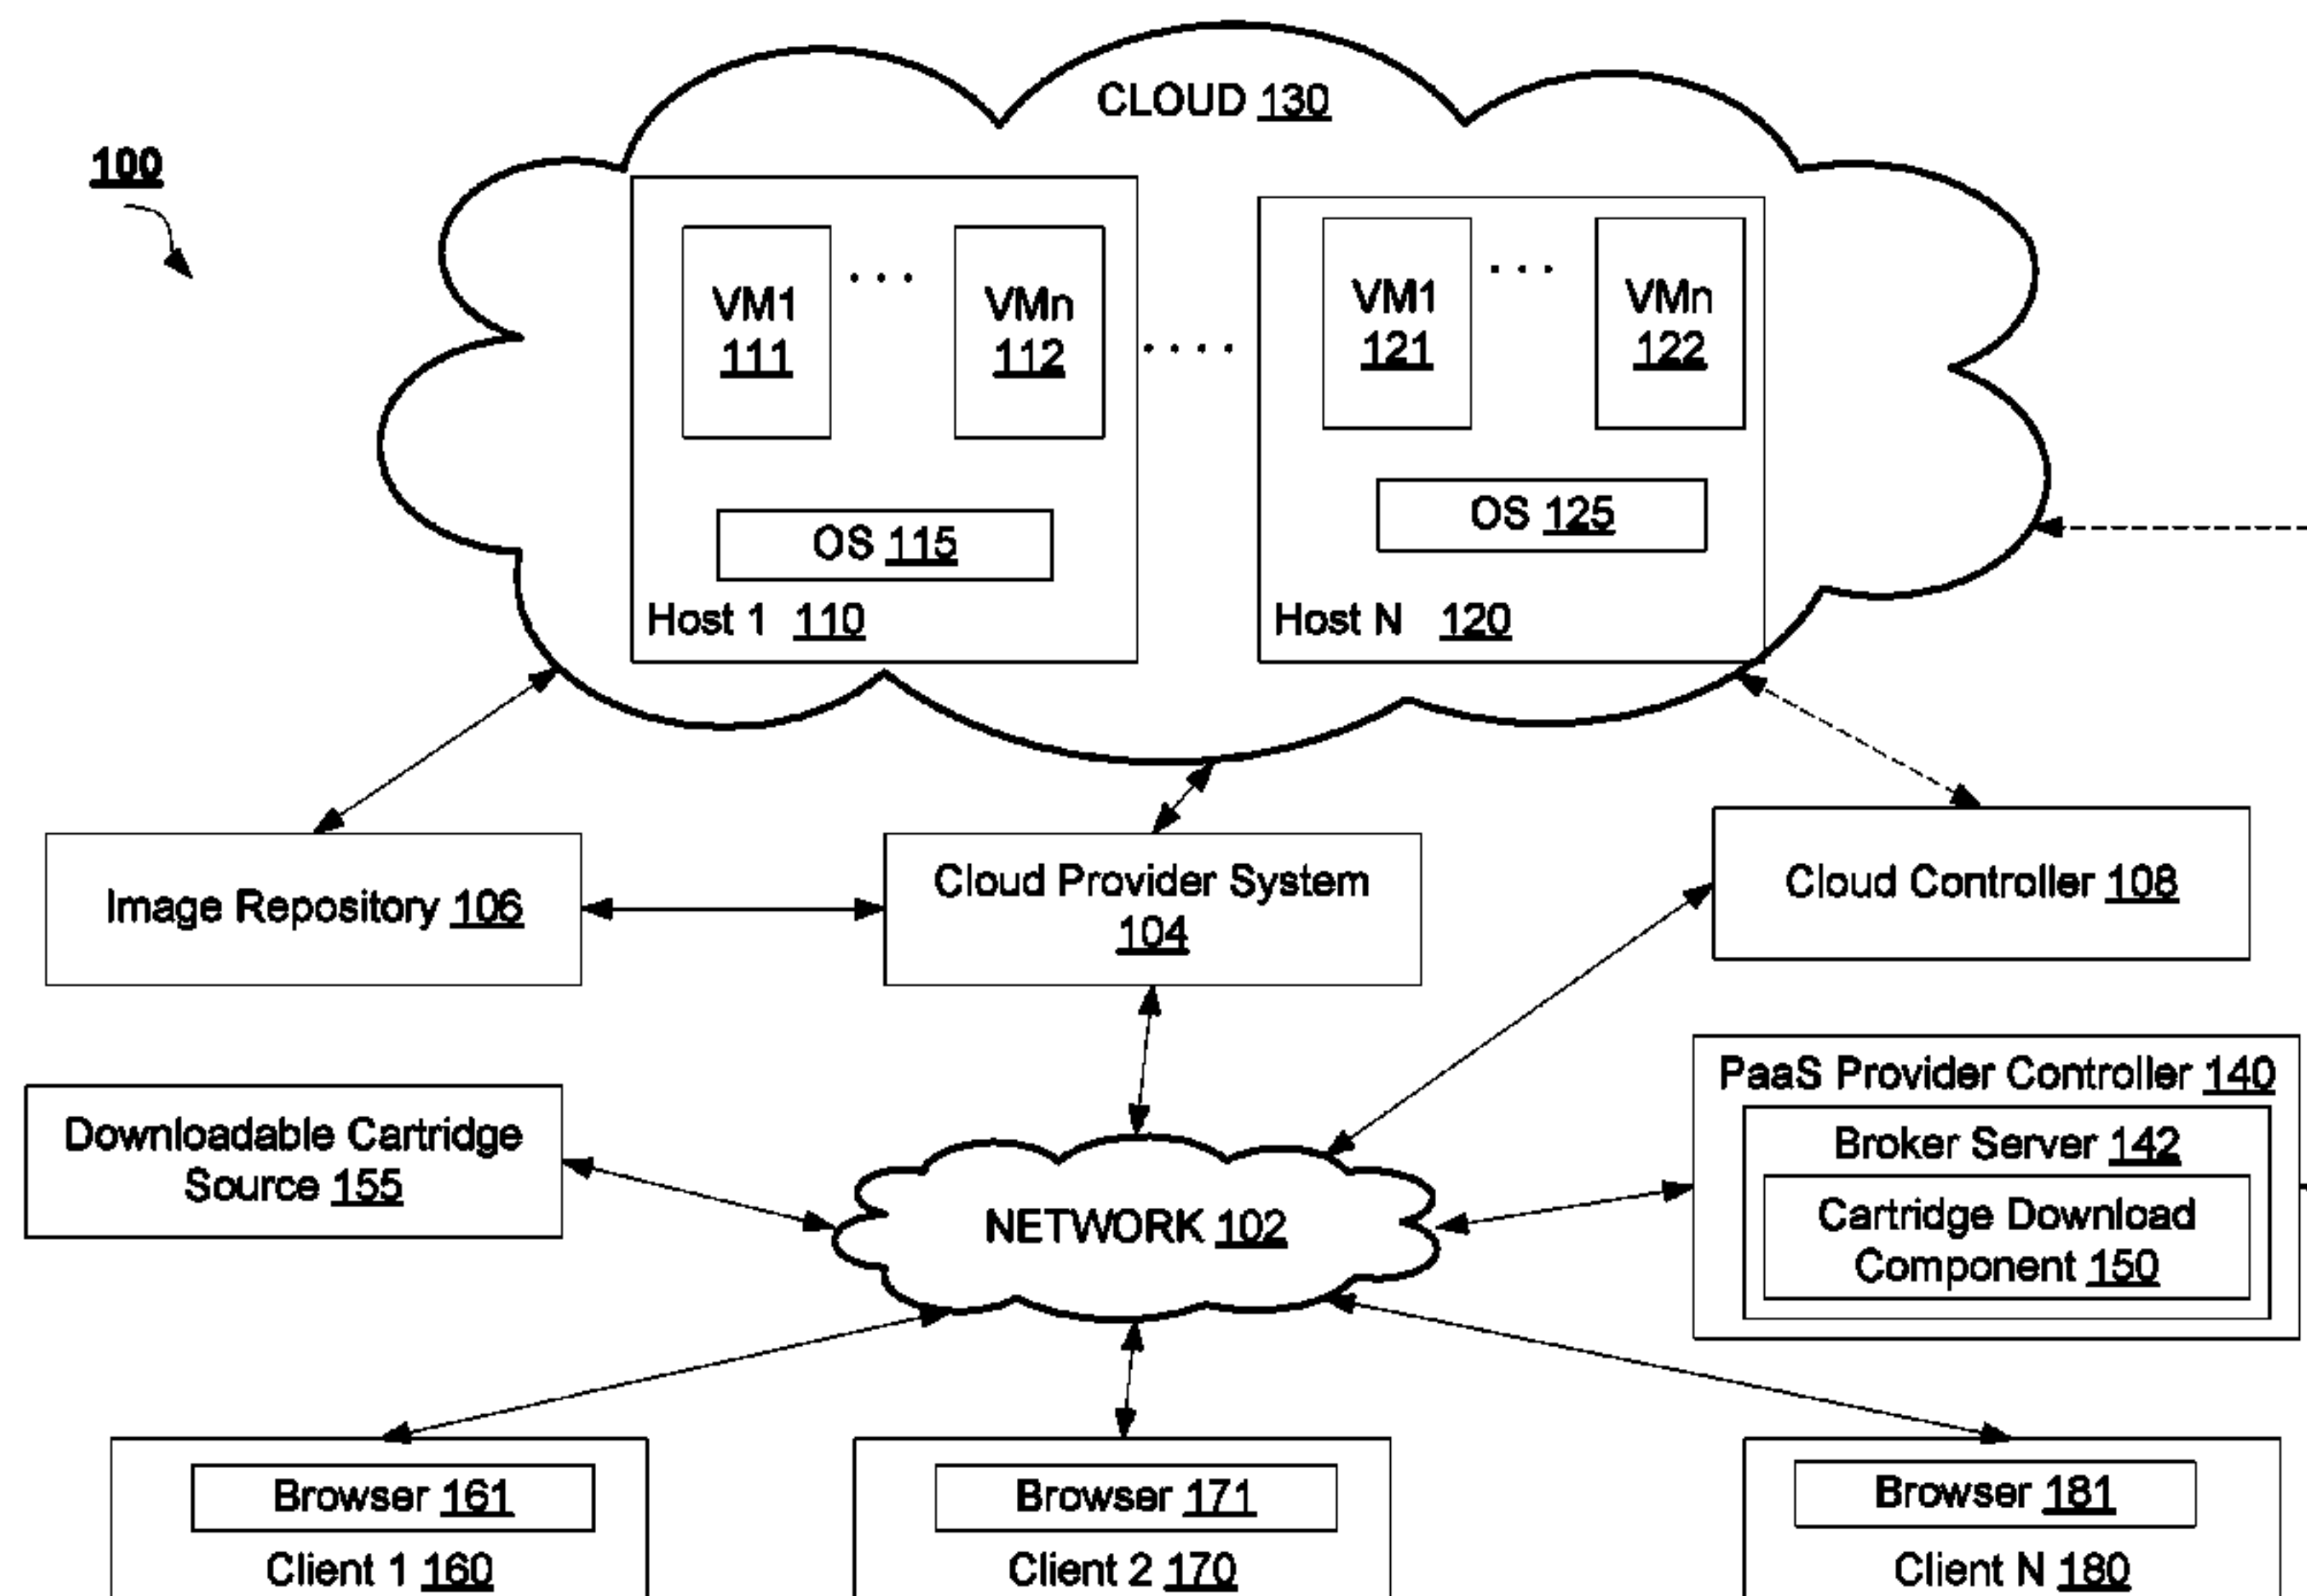 CLOUD 130
100
VM1
111
. . .
VMn
112
. . . .
VM1
121
. . .
VMn
122
OS 115
OS 125
Host 1 110
Host N 120
Image Repository 106
Cloud Provider System
104
Cloud Controller 108
PaaS Provider Controller 140
Broker Server 142
Cartridge Download
Component 150
Downloadable Cartridge
Source 155
NETWORK 102
Browser 161
Client 1 160
Browser 171
Client 2 170
Browser 181
Client N 180